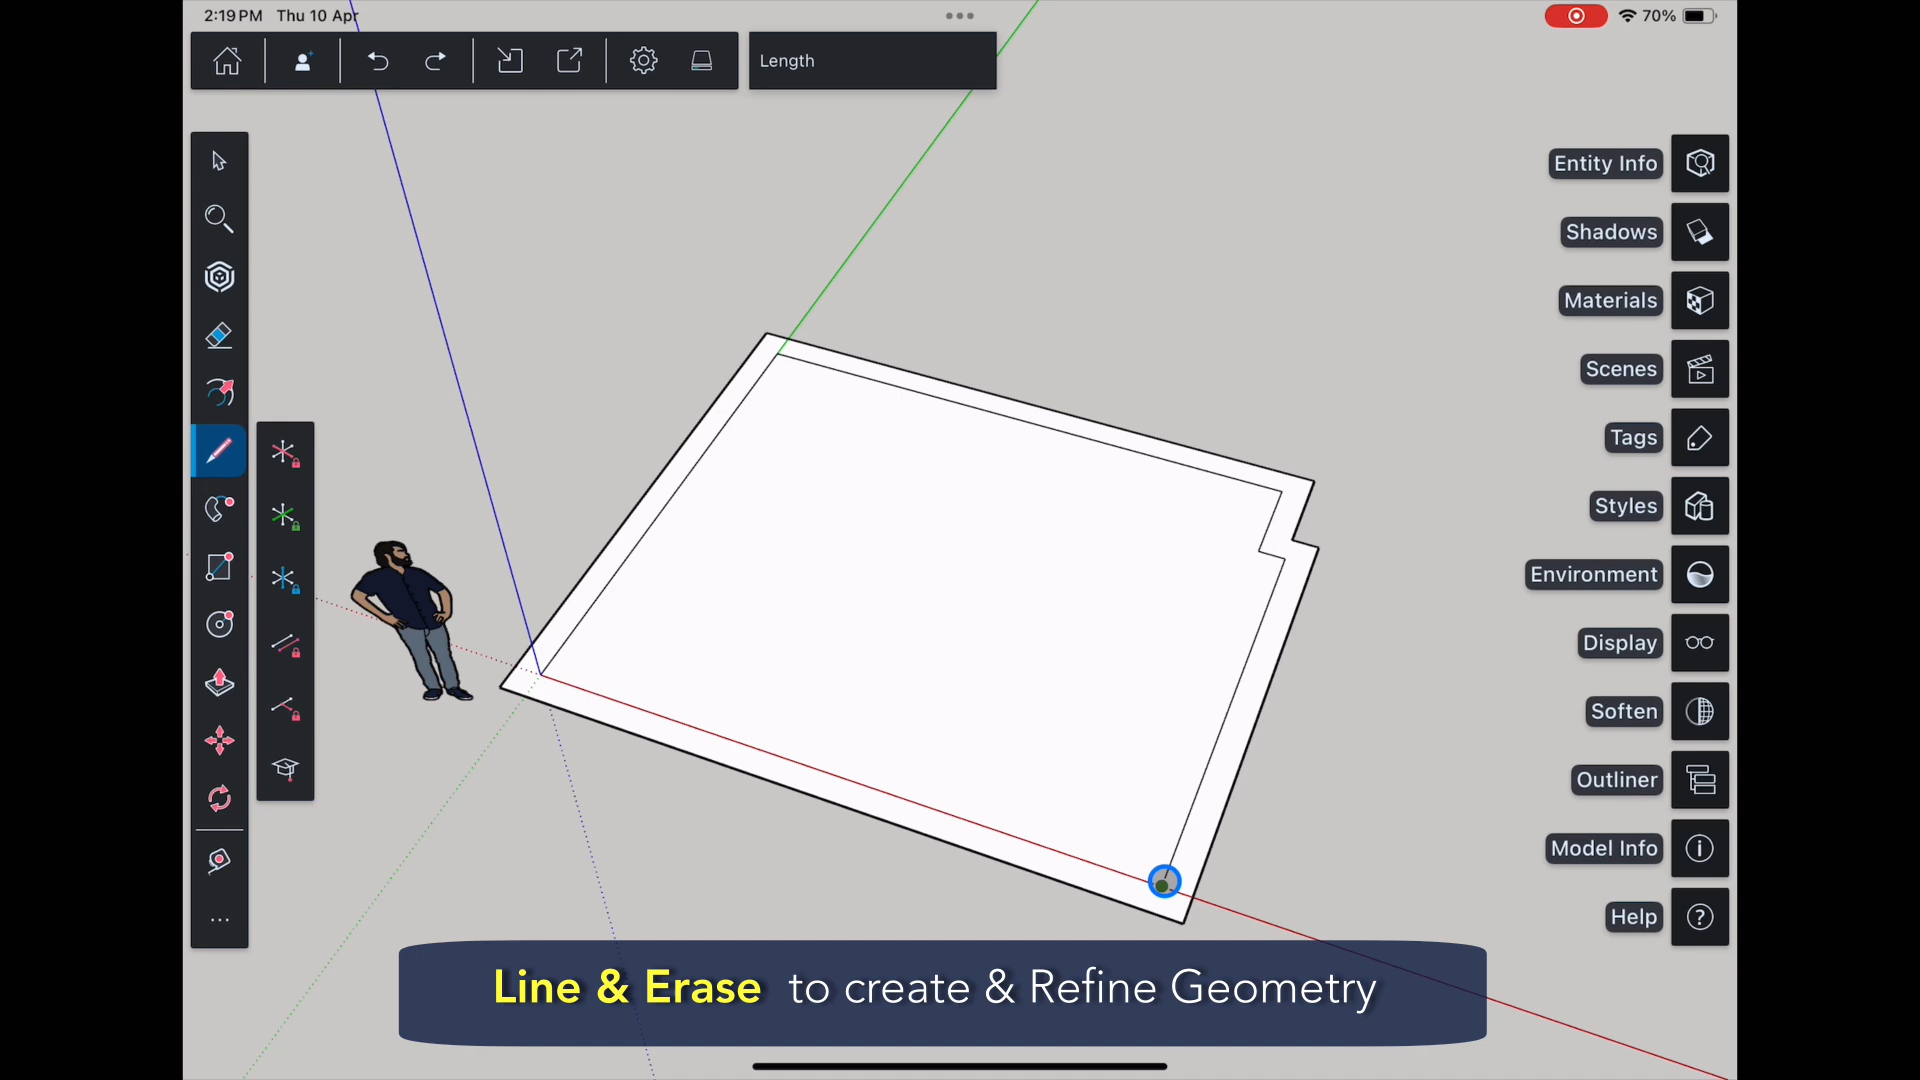 2:19 PM Thu 10 Apr
70%
Length
Entity Info
Shadows
Materials
Scenes
Tags
Styles
Environment
Display
Soften
Outliner
Model Info
Help
Line & Erase to create & Refine Geometry